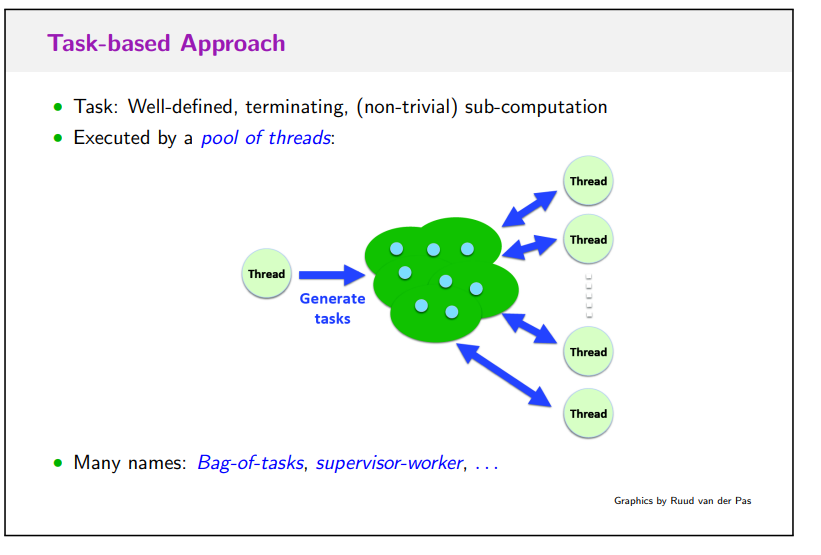 Task-based Approach
• Task: Well-defined, terminating, (non-trivial) sub-computation
• Executed by a pool of threads:
Thread
Thread
Thread
Generate
tasks
Thread
Thread
• Many names: Bag-of-tasks, supervisor-worker, . . .
Graphics by Ruud van der Pas